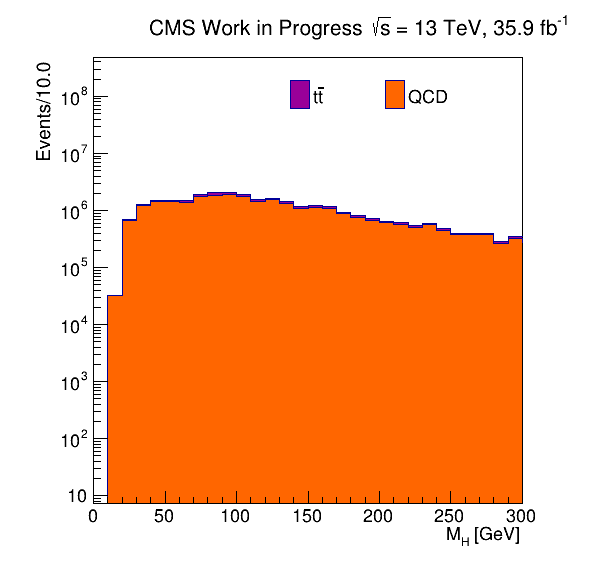 CMS Work in Progress √s = 13 TeV, 35.9 fb⁻¹
Events/10.0
tt̄
QCD
10⁸
10⁷
10⁶
10⁵
10⁴
10³
10²
10
0 50 100 150 200 250 300
M_H [GeV]